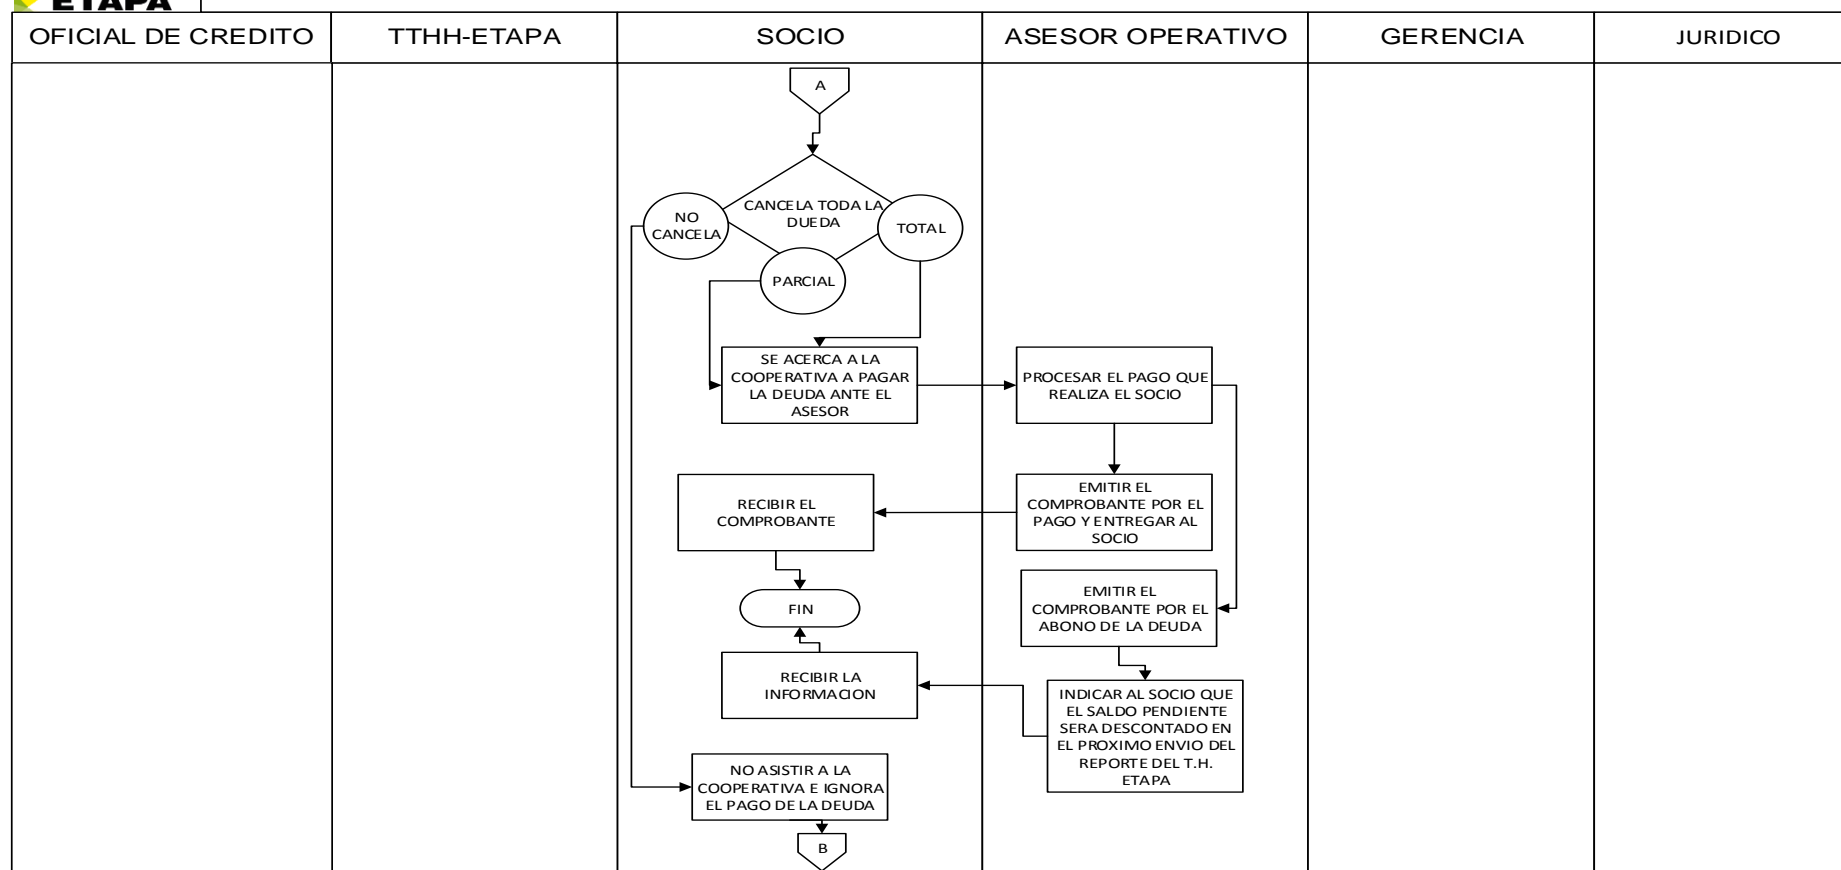 ETAPA
OFICIAL DE CREDITO
TTHH-ETAPA
SOCIO
ASESOR OPERATIVO
GERENCIA
JURIDICO
A
CANCELA TODA LA
DUEDA
NO
CANCELA
TOTAL
PARCIAL
SE ACERCA A LA
COOPERATIVA A PAGAR
LA DEUDA ANTE EL
ASESOR
PROCESAR EL PAGO QUE
REALIZA EL SOCIO
RECIBIR EL
COMPROBANTE
EMITIR EL
COMPROBANTE POR EL
PAGO Y ENTREGAR AL
SOCIO
FIN
EMITIR EL
COMPROBANTE POR EL
ABONO DE LA DEUDA
RECIBIR LA
INFORMACION
INDICAR AL SOCIO QUE
EL SALDO PENDIENTE
SERA DESCONTADO EN
EL PROXIMO ENVIO DEL
REPORTE DEL T.H.
ETAPA
NO ASISTIR A LA
COOPERATIVA E IGNORA
EL PAGO DE LA DEUDA
B